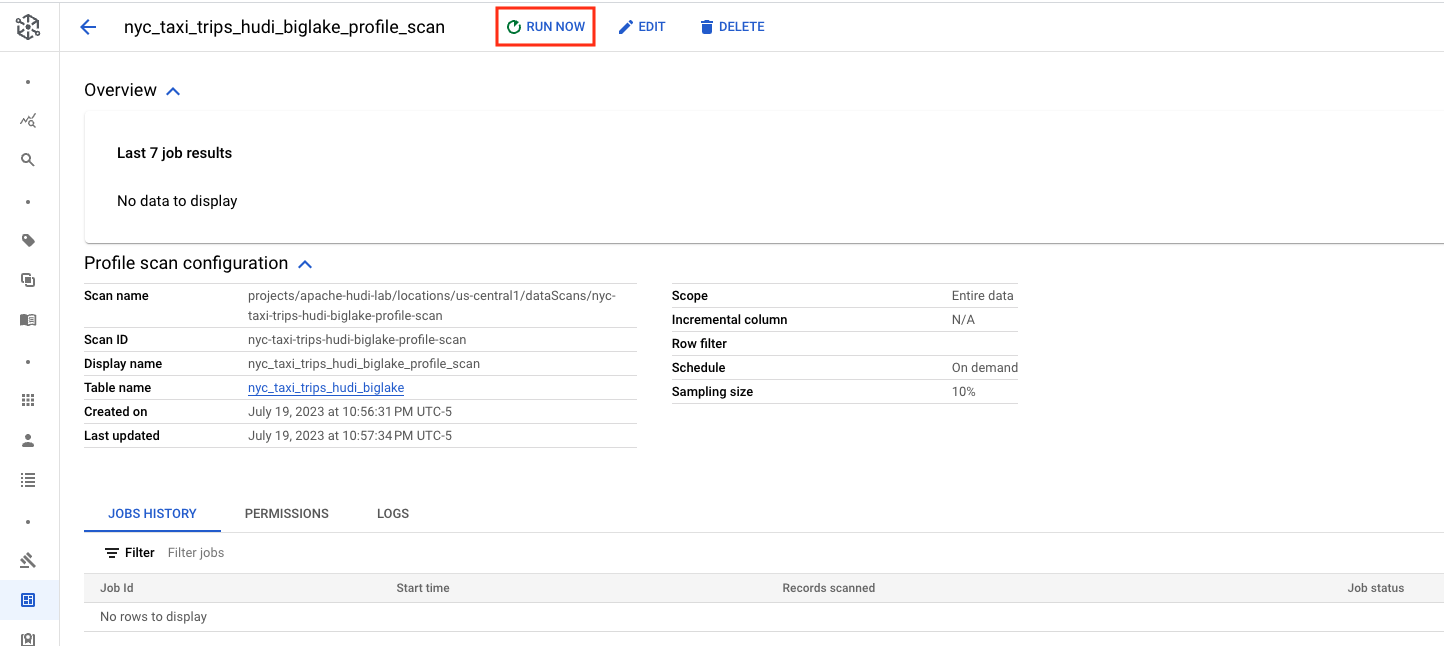 nyc_taxi_trips_hudi_biglake_profile_scan RUN NOW EDIT DELETE
Overview
Last 7 job results
No data to display
Profile scan configuration
Scan name projects/apache-hudi-lab/locations/us-central1/dataScans/nyc-
taxi-trips-hudi-biglake-profile-scan
Scan ID nyc-taxi-trips-hudi-biglake-profile-scan
Display name nyc_taxi_trips_hudi_biglake_profile_scan
Table name nyc_taxi_trips_hudi_biglake
Created on July 19, 2023 at 10:56:31 PM UTC-5
Last updated July 19, 2023 at 10:57:34 PM UTC-5
Scope Entire data
Incremental column N/A
Row filter
Schedule On demand
Sampling size 10%
JOBS HISTORY PERMISSIONS LOGS
Filter Filter jobs
Job Id Start time Records scanned Job status
No rows to display